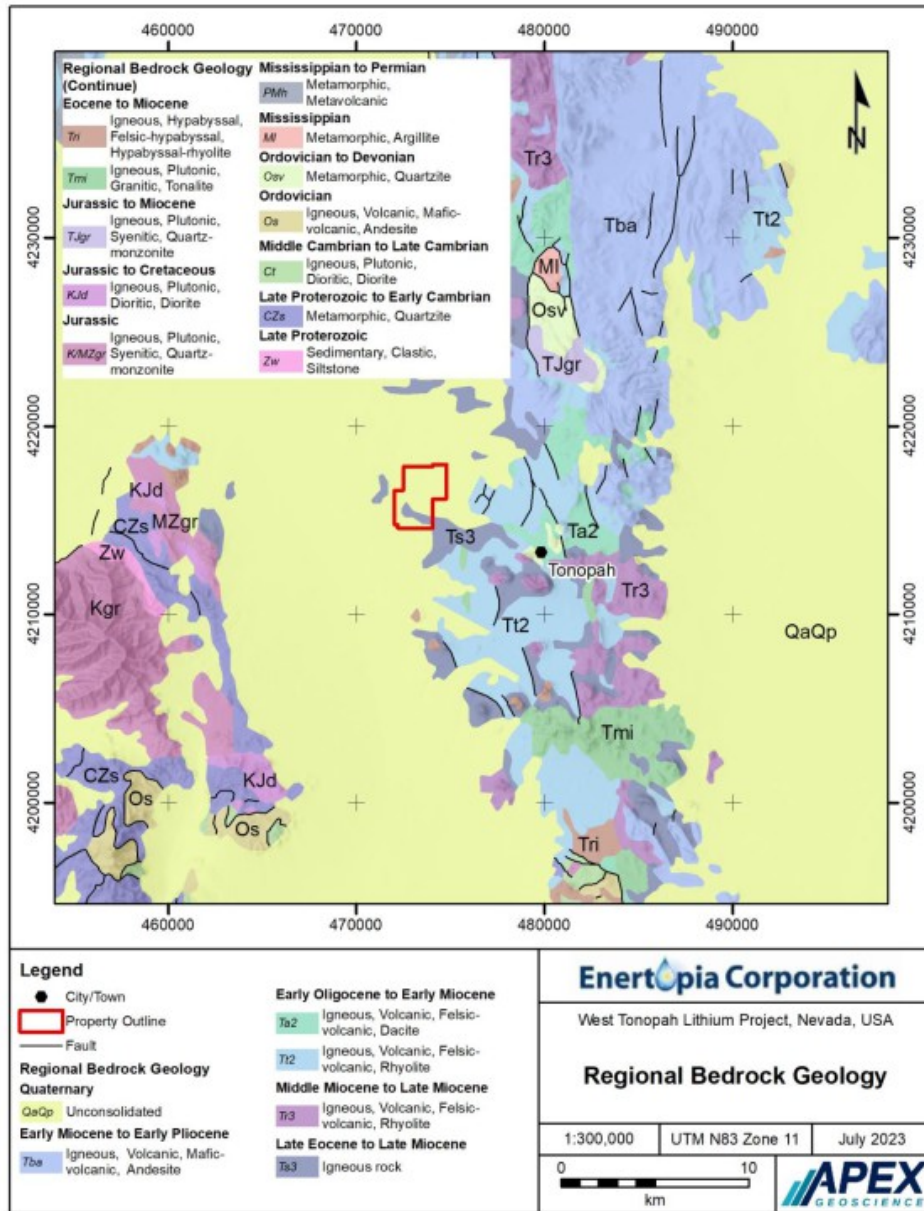 460000 470000 480000 490000
Regional Bedrock Geology
(Continue)
Eocene to Miocene
Tri Igneous, Hypabyssal,
Felsic-hypabyssal,
Hypabyssal-rhyolite
Tmi Igneous, Plutonic,
Granitic, Tonalite
Jurassic to Miocene
TJgr Igneous, Plutonic,
Syenitic, Quartz-
monzonite
Jurassic to Cretaceous
KJd Igneous, Plutonic,
Dioritic, Diorite
Jurassic
K/MZgr Igneous, Plutonic,
Syenitic, Quartz-
monzonite
Mississippian to Permian
PMh Metamorphic,
Metavolcanic
Mississippian
MI Metamorphic, Argillite
Ordovician to Devonian
Osv Metamorphic, Quartzite
Ordovician
Os Igneous, Volcanic, Mafic-
volcanic, Andesite
Middle Cambrian to Late Cambrian
Ct Igneous, Plutonic,
Dioritic, Diorite
Late Proterozoic to Early Cambrian
CZs Metamorphic, Quartzite
Late Proterozoic
Zw Sedimentary, Clastic,
Siltstone
N
4230000
4220000
4210000
4200000
4230000
4220000
4210000
4200000
Tr3
Tba
Tt2
MI
Osv
TJgr
KJd
CZs
MZgr
Zw
Kgr
Ts3
Ta2
Tonopah
Tr3
Tt2
QaQp
Tmi
CZs
KJd
Os
Os
Tri
460000 470000 480000 490000
Legend
City/Town
Property Outline
Fault
Regional Bedrock Geology
Quaternary
QaQp Unconsolidated
Early Miocene to Early Pliocene
Tba Igneous, Volcanic, Mafic-
volcanic, Andesite
Early Oligocene to Early Miocene
Ta2 Igneous, Volcanic, Felsic-
volcanic, Dacite
Tt2 Igneous, Volcanic, Felsic-
volcanic, Rhyolite
Middle Miocene to Late Miocene
Tr3 Igneous, Volcanic, Felsic-
volcanic, Rhyolite
Late Eocene to Late Miocene
Ts3 Igneous rock
Enertopia Corporation
West Tonopah Lithium Project, Nevada, USA
Regional Bedrock Geology
1:300,000 UTM N83 Zone 11 July 2023
0 10
km
APEX
GEOSCIENCE